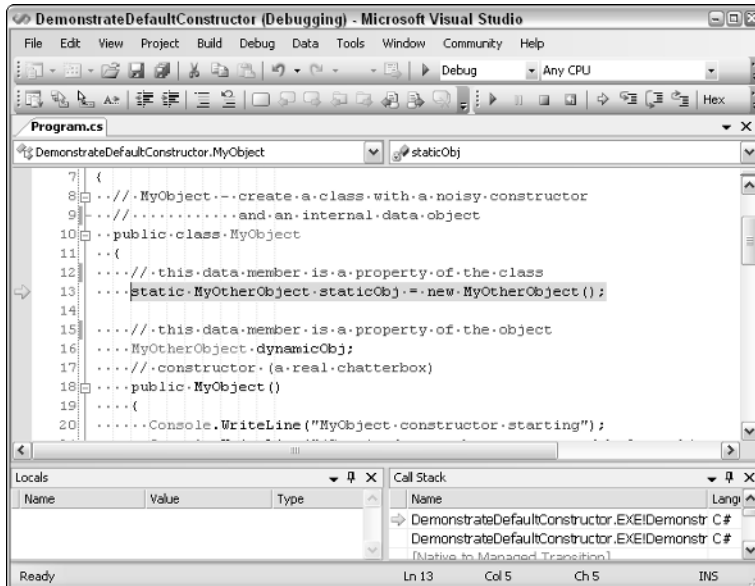 DemonstrateDefaultConstructor (Debugging) - Microsoft Visual Studio
File Edit View Project Build Debug Data Tools Window Community Help
Debug Any CPU
Hex
Program.cs
DemonstrateDefaultConstructor.MyObject staticObj
7 {
8 ··//·MyObject·-·create·a·class·with·a·noisy·constructor
9 ··//············and·an·internal·data·object
10 ··public·class·MyObject
11 ··{
12 ····//·this·data·member·is·a·property·of·the·class
13 ····static·MyOtherObject·staticObj·=·new·MyOtherObject();
14
15 ····//·this·data·member·is·a·property·of·the·object
16 ····MyOtherObject·dynamicObj;
17 ····//·constructor·(a·real·chatterbox)
18 ····public·MyObject()
19 ····{
20 ······Console.WriteLine("MyObject·constructor·starting");
Locals
Name Value Type
Call Stack
Name Langu
DemonstrateDefaultConstructor.EXE!Demonstr C#
DemonstrateDefaultConstructor.EXE!Demonstr C#
[Native to Managed Transition]
Ready Ln 13 Col 5 Ch 5 INS